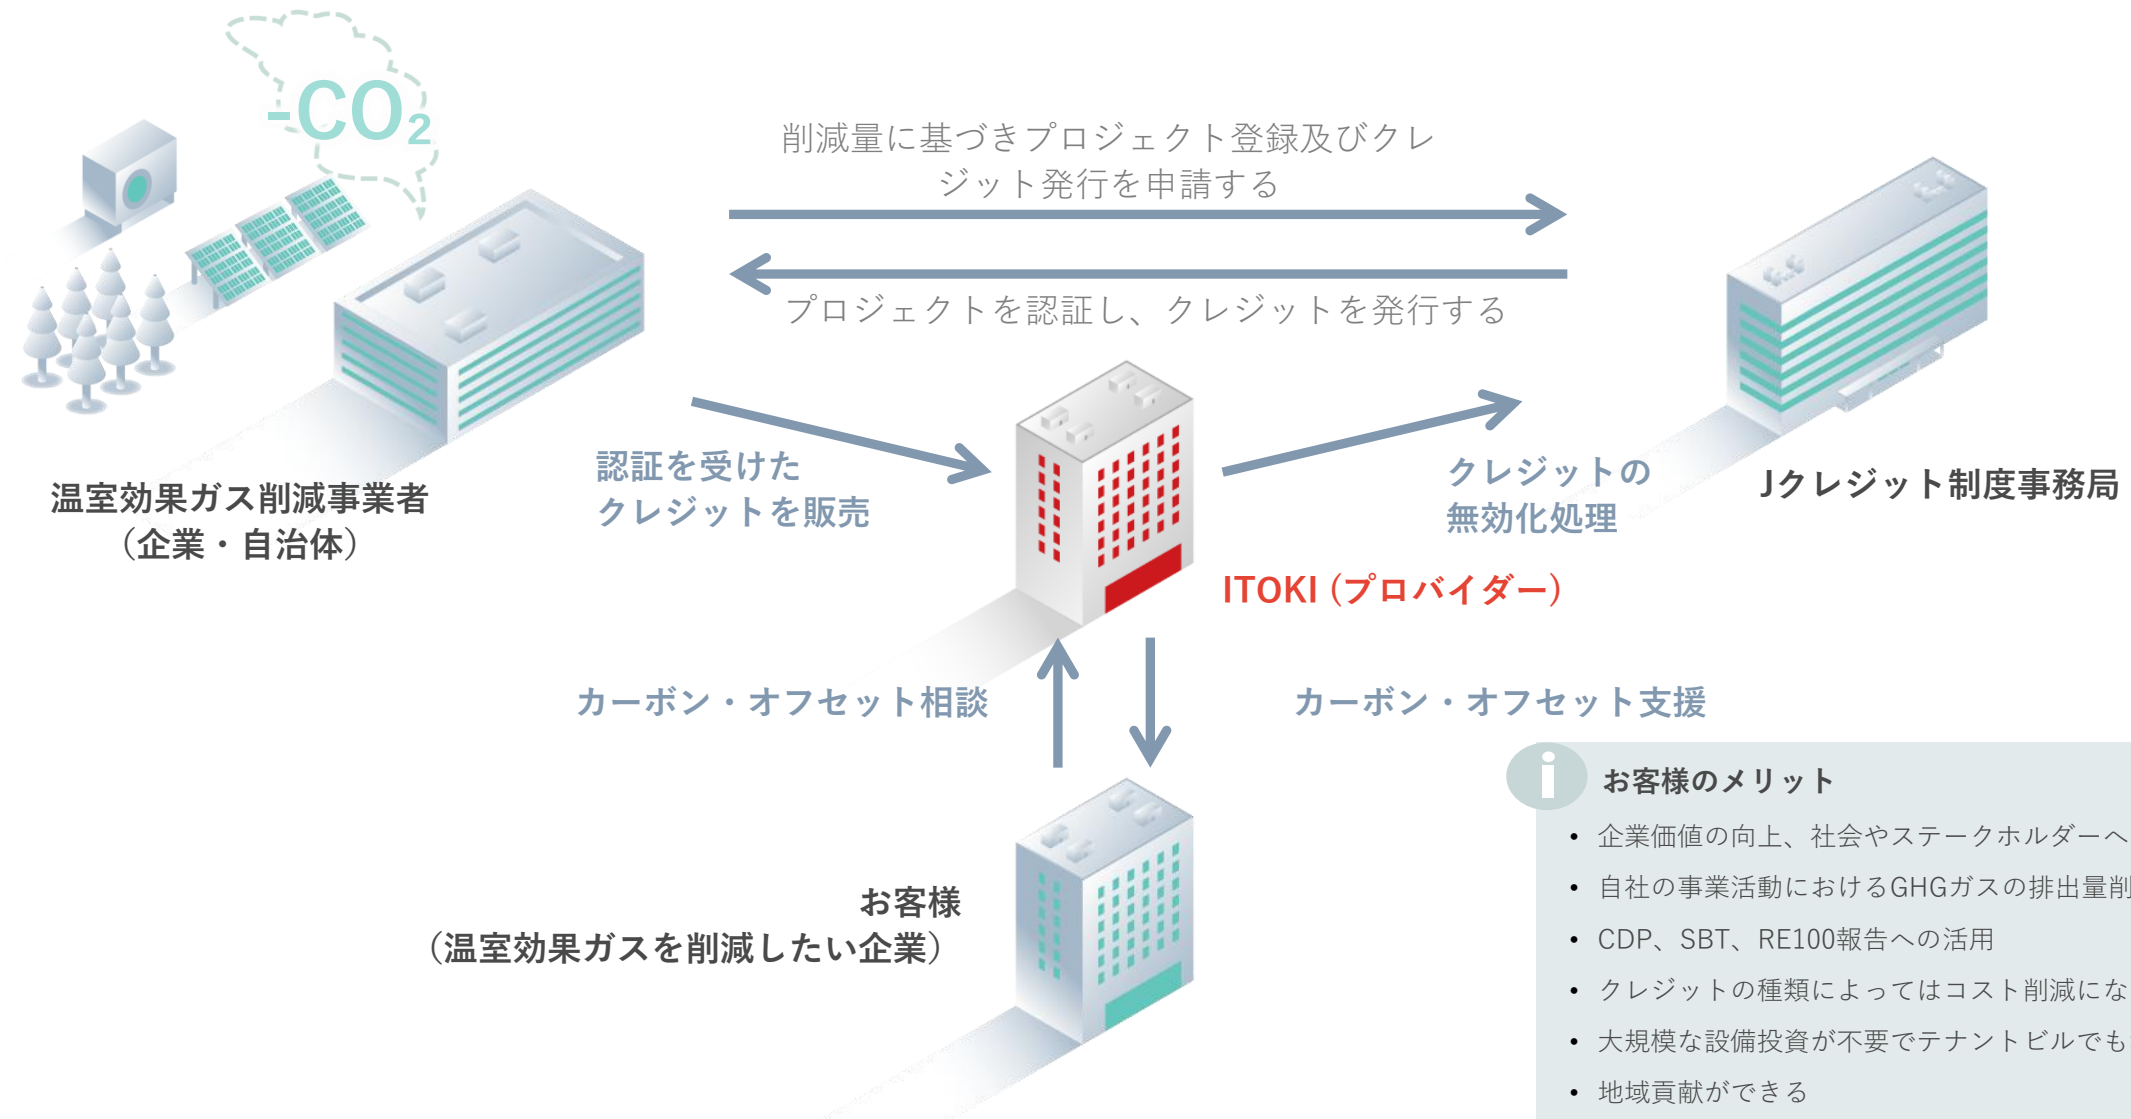 -CO₂
削減量に基づきプロジェクト登録及びクレ
ジット発行を申請する
プロジェクトを認証し、クレジットを発行する
認証を受けた
クレジットを販売
クレジットの
無効化処理
Jクレジット制度事務局
温室効果ガス削減事業者
（企業・自治体）
ITOKI (プロバイダー)
カーボン・オフセット相談
カーボン・オフセット支援
お客様
（温室効果ガスを削減したい企業）
i
お客様のメリット
• 企業価値の向上、社会やステークホルダーへ
• 自社の事業活動におけるGHGガスの排出量削
• CDP、SBT、RE100報告への活用
• クレジットの種類によってはコスト削減にな
• 大規模な設備投資が不要でテナントビルでも
• 地域貢献ができる